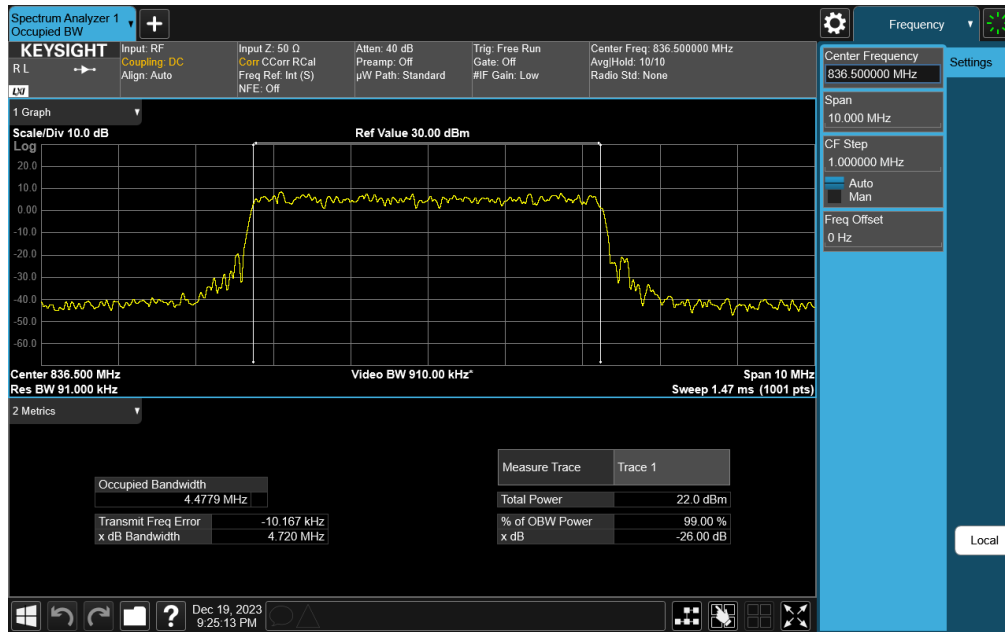 Spectrum Analyzer 1
Occupied BW
KEYSIGHT
R L
LXI
Input: RF
Coupling: DC
Align: Auto
Input Z: 50 Ω
Corr CCorr RCal
Freq Ref: Int (S)
NFE: Off
Atten: 40 dB
Preamp: Off
µW Path: Standard
Trig: Free Run
Gate: Off
#IF Gain: Low
Center Freq: 836.500000 MHz
Avg|Hold: 10/10
Radio Std: None
1 Graph
Scale/Div 10.0 dB
Ref Value 30.00 dBm
Log
20.0
10.0
0.00
-10.0
-20.0
-30.0
-40.0
-50.0
-60.0
Center 836.500 MHz
Video BW 910.00 kHz*
Span 10 MHz
Res BW 91.000 kHz
Sweep 1.47 ms (1001 pts)
2 Metrics
Occupied Bandwidth
4.4779 MHz
Transmit Freq Error -10.167 kHz
x dB Bandwidth 4.720 MHz
Measure Trace Trace 1
Total Power 22.0 dBm
% of OBW Power 99.00 %
x dB -26.00 dB
Dec 19, 2023
9:25:13 PM
Frequency
Center Frequency
836.500000 MHz
Settings
Span
10.000 MHz
CF Step
1.000000 MHz
Auto
Man
Freq Offset
0 Hz
Local